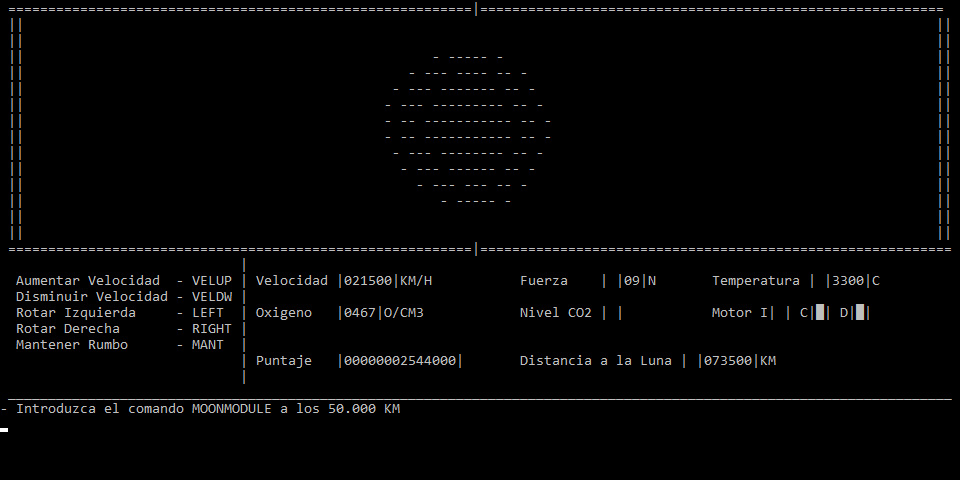 Aumentar Velocidad - VELUP | Velocidad |021500|KM/H Fuerza | |09|N Temperatura | |3300|C
Disminuir Velocidad - VELDW |
Rotar Izquierda - LEFT | Oxigeno |0467|O/CM3 Nivel CO2 | | Motor I| | C|█| D|█|
Rotar Derecha - RIGHT |
Mantener Rumbo - MANT |
| Puntaje |00000002544000| Distancia a la Luna | |073500|KM
- Introduzca el comando MOONMODULE a los 50.000 KM